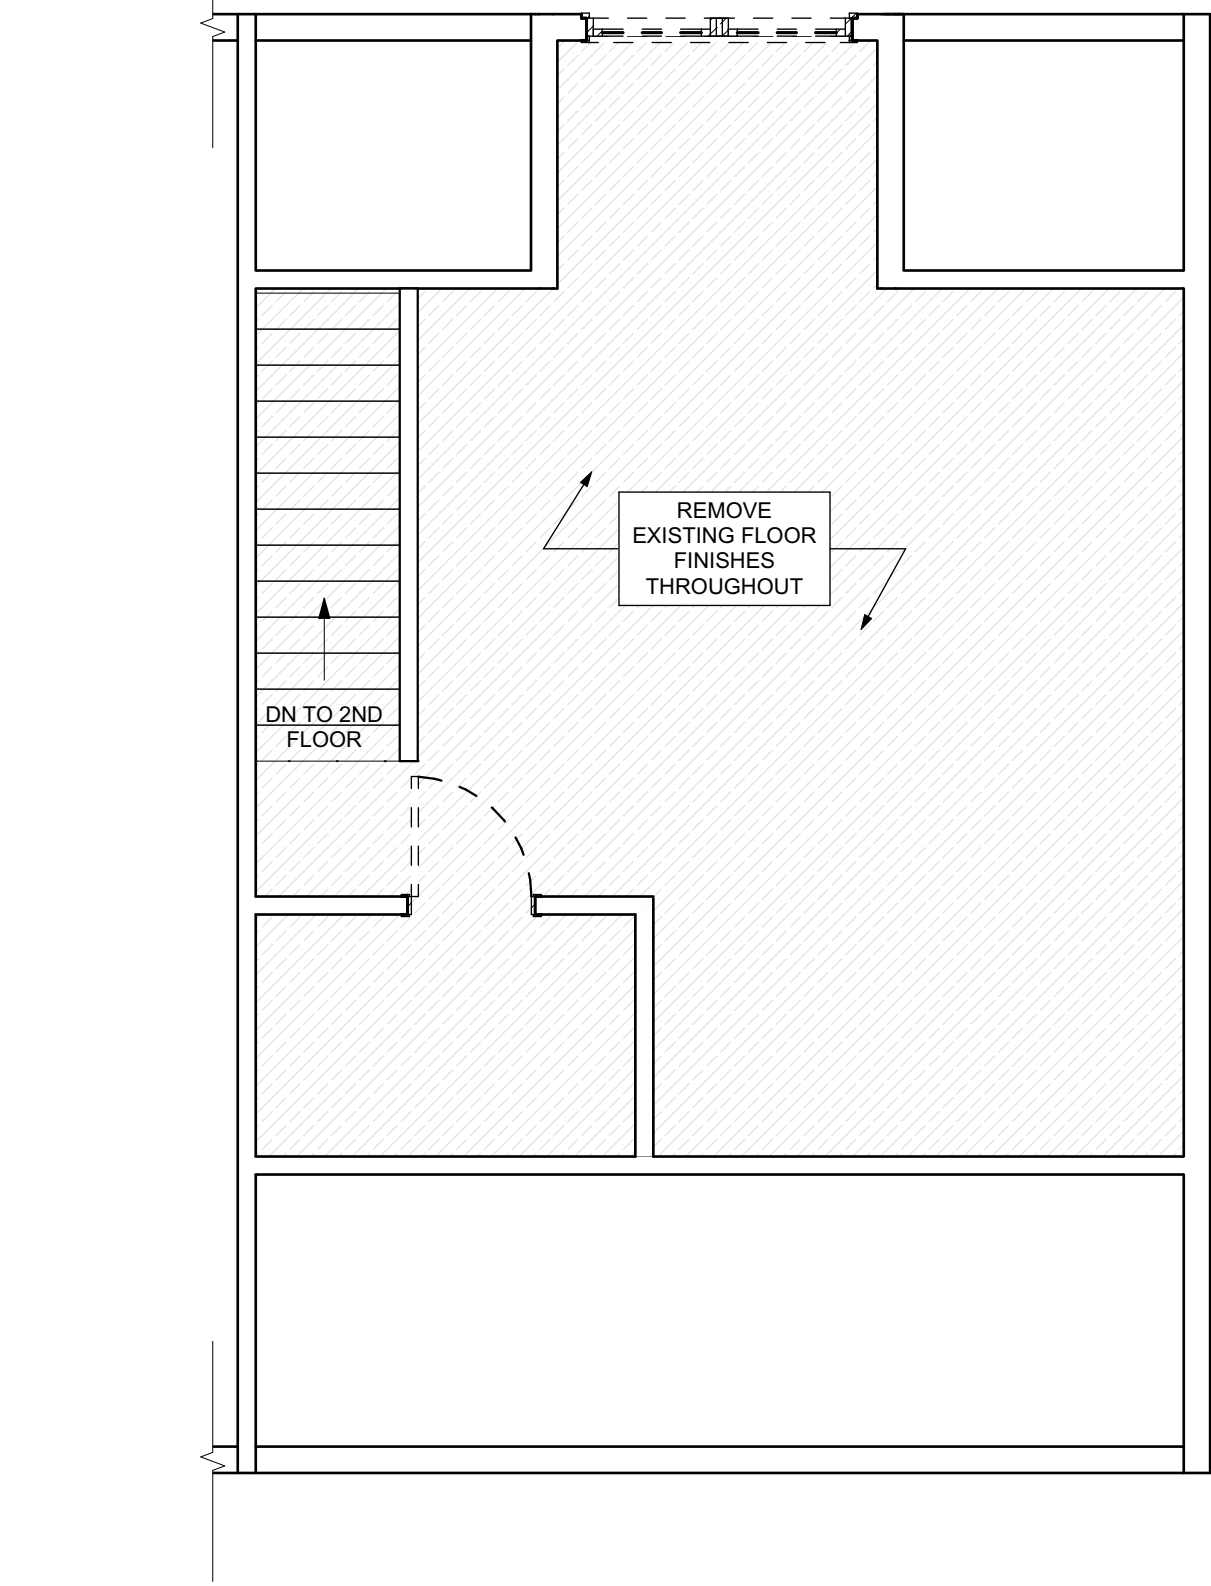 REMOVE
EXISTING FLOOR
FINISHES
THROUGHOUT
DN TO 2ND
FLOOR